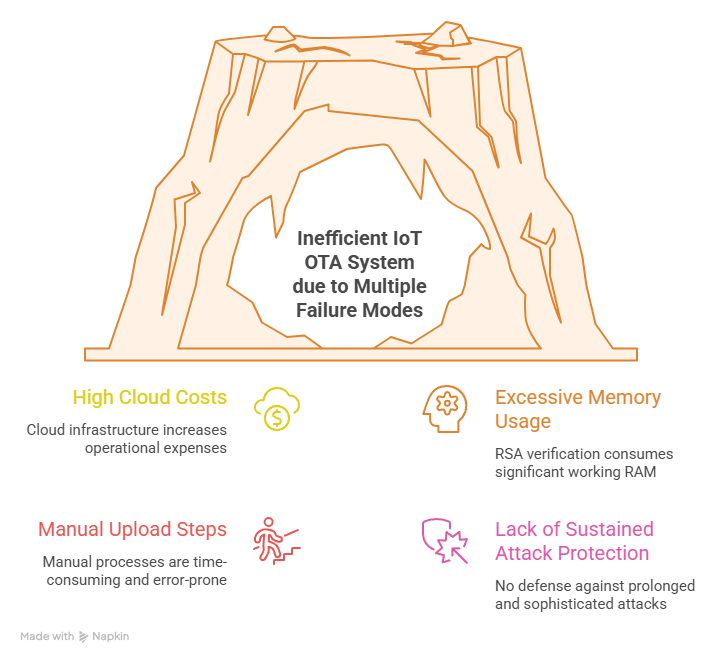 Inefficient IoT
OTA System
due to Multiple
Failure Modes
High Cloud Costs
Cloud infrastructure increases
operational expenses
Excessive Memory
Usage
RSA verification consumes
significant working RAM
Manual Upload Steps
Manual processes are time-
consuming and error-prone
Lack of Sustained
Attack Protection
No defense against prolonged
and sophisticated attacks
Made with Napkin